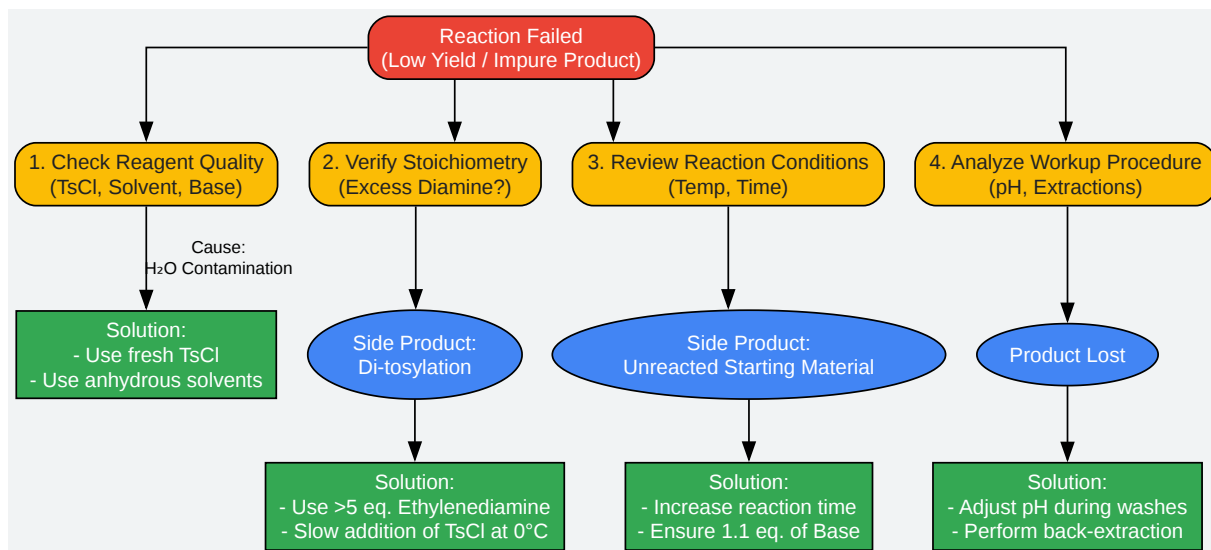 Reaction Failed
(Low Yield / Impure Product)
1. Check Reagent Quality
(TsCl, Solvent, Base)
2. Verify Stoichiometry
(Excess Diamine?)
3. Review Reaction Conditions
(Temp, Time)
4. Analyze Workup Procedure
(pH, Extractions)
Cause:
H₂O Contamination
Solution:
- Use fresh TsCl
- Use anhydrous solvents
Side Product:
Di-tosylation
Side Product:
Unreacted Starting Material
Product Lost
Solution:
- Use >5 eq. Ethylenediamine
- Slow addition of TsCl at 0°C
Solution:
- Increase reaction time
- Ensure 1.1 eq. of Base
Solution:
- Adjust pH during washes
- Perform back-extraction